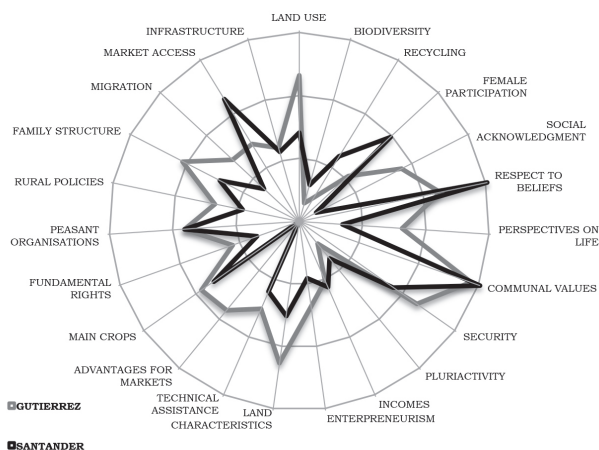 LAND USE
BIODIVERSITY
RECYCLING
FEMALE
PARTICIPATION
SOCIAL
ACKNOWLEDGMENT
RESPECT TO
BELIEFS
PERSPECTIVES ON
LIFE
COMMUNAL VALUES
SECURITY
PLURIACTIVITY
INCOMES
ENTERPRENEURISM
LAND
CHARACTERISTICS
TECHNICAL
ASSISTANCE
ADVANTAGES FOR
MARKETS
MAIN CROPS
FUNDAMENTAL
RIGHTS
PEASANT
ORGANISATIONS
RURAL POLICIES
FAMILY STRUCTURE
MIGRATION
MARKET ACCESS
INFRASTRUCTURE
GUTIERREZ
SANTANDER